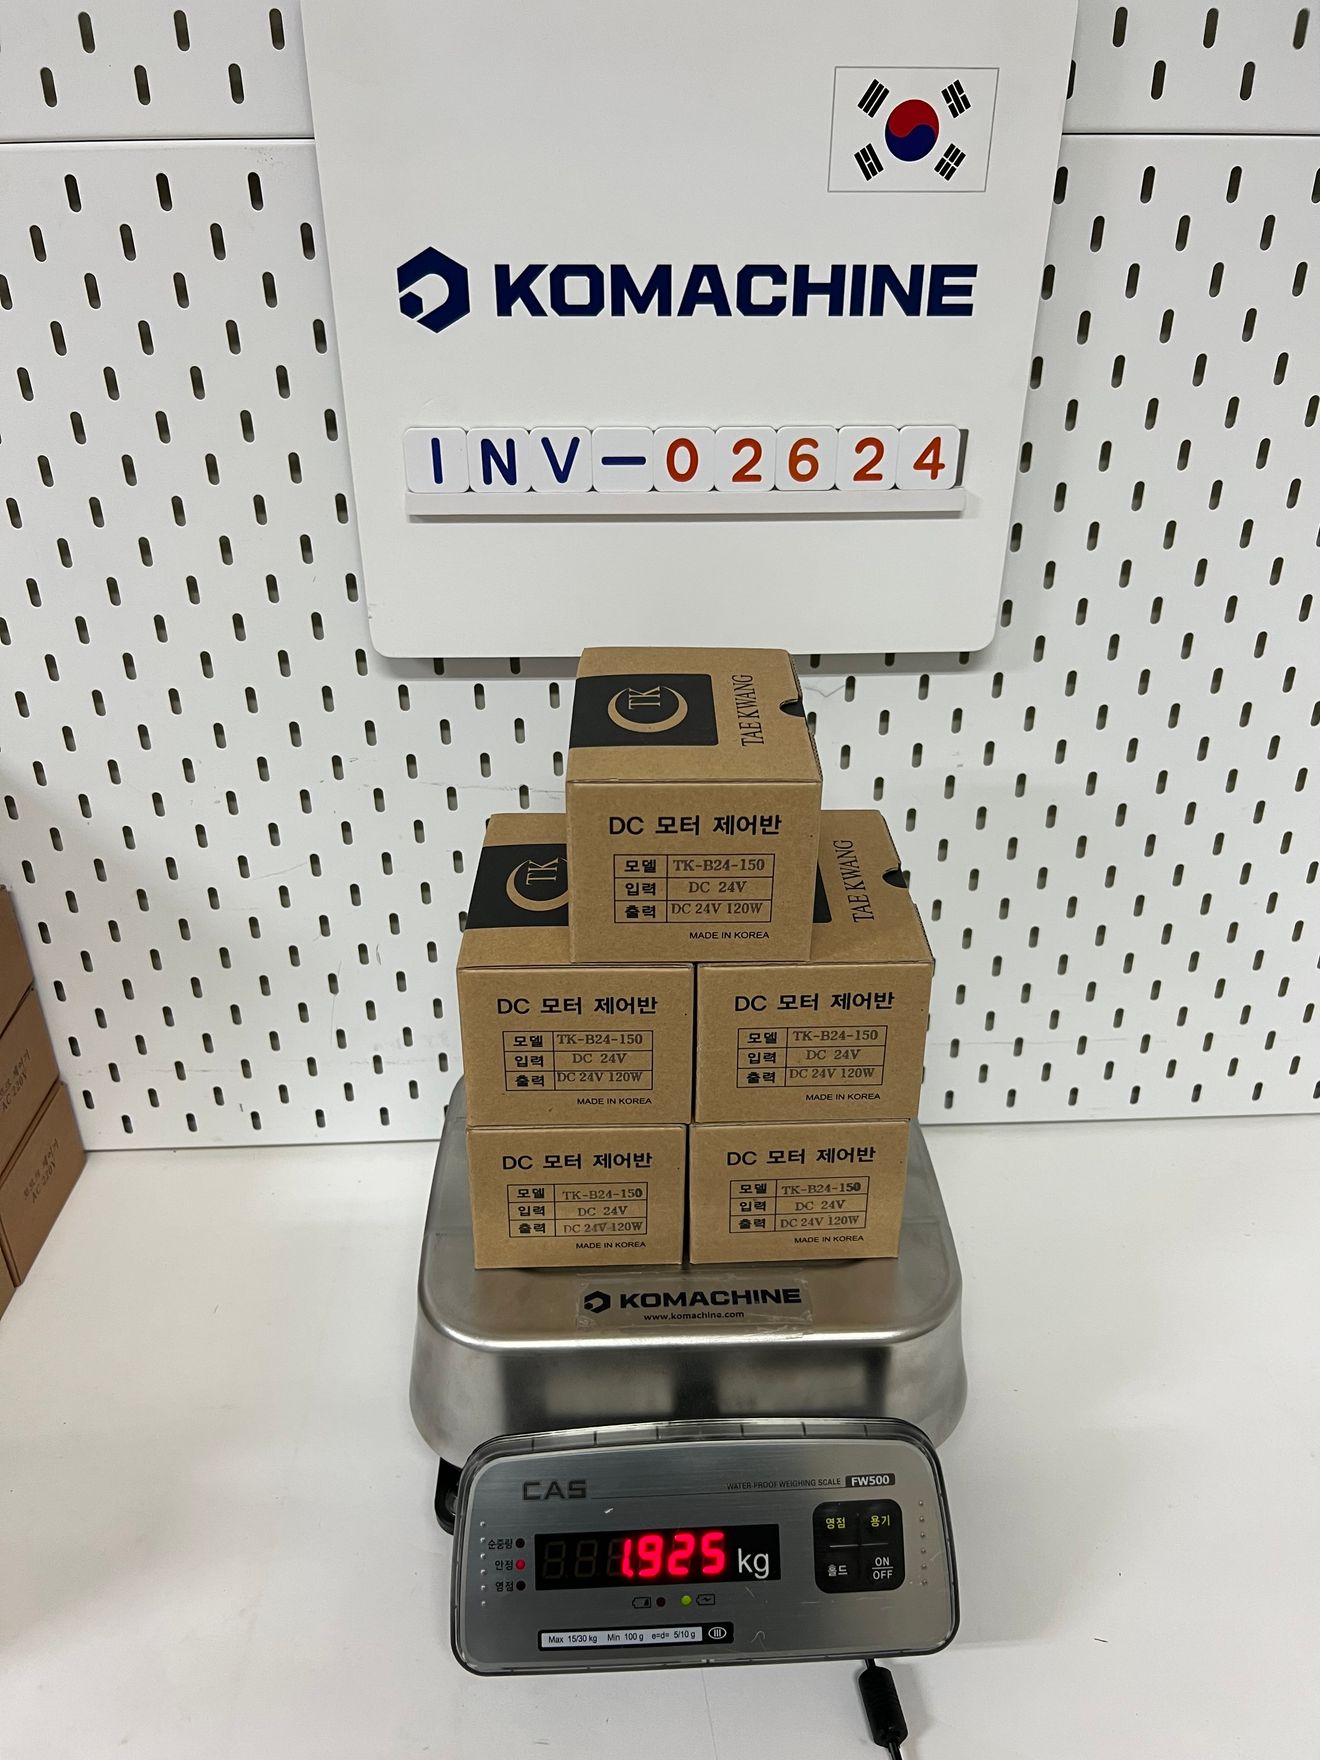 KOMACHINE
INV-02624
TK
TAE KWANG
DC 모터 제어반
모델 TK-B24-150
입력 DC 24V
출력 DC 24V 120W
MADE IN KOREA
TK
TAE KWANG
DC 모터 제어반
모델 TK-B24-150
입력 DC 24V
출력 DC 24V 120W
MADE IN KOREA
DC 모터 제어반
모델 TK-B24-150
입력 DC 24V
출력 DC 24V 120W
MADE IN KOREA
DC 모터 제어반
모델 TK-B24-150
입력 DC 24V
출력 DC 24V 120W
MADE IN KOREA
DC 모터 제어반
모델 TK-B24-150
입력 DC 24V
출력 DC 24V 120W
MADE IN KOREA
AC 220V
AC 220V
KOMACHINE
www.komachine.com
CAS
WATER-PROOF WEIGHING SCALE FW500
순중량
안정
영점
1.925 kg
영점 용기
홀드 ON OFF
Max 15/30 kg Min 100 g e=d= 5/10 g III